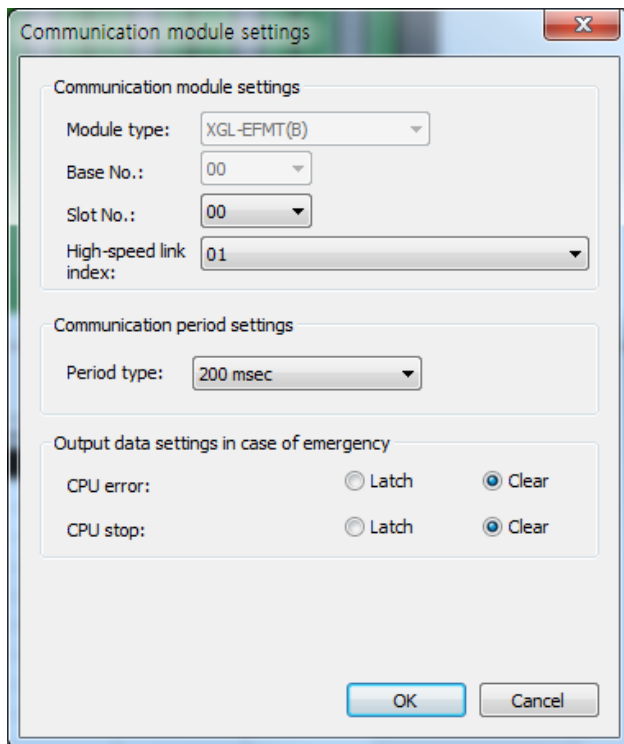 Communication module settings
Communication module settings
Module type: XGL-EFMT(B)
Base No.: 00
Slot No.: 00
High-speed link index: 01
Communication period settings
Period type: 200 msec
Output data settings in case of emergency
CPU error: Latch Clear
CPU stop: Latch Clear
OK Cancel